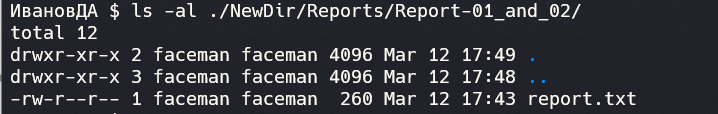 ИвановДА $ ls -al ./NewDir/Reports/Report-01_and_02/
total 12
drwxr-xr-x 2 faceman faceman 4096 Mar 12 17:49 .
drwxr-xr-x 3 faceman faceman 4096 Mar 12 17:48 ..
-rw-r--r-- 1 faceman faceman  260 Mar 12 17:43 report.txt